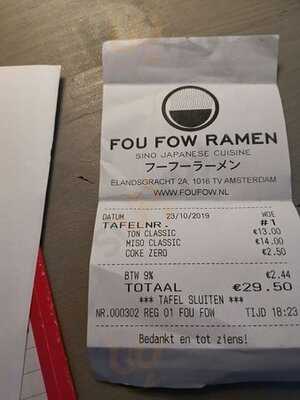 FOU FOW RAMEN
SINO JAPANESE CUISINE
フーフーラーメン
ELANDSGRACHT 2A, 1016 TV AMSTERDAM
WWW.FOUFOW.NL
DATUM 23/10/2019 WOE
TAFELNR. #1
TON CLASSIC €13.00
MISO CLASSIC €14.00
COKE ZERO €2.50
BTW 9% €2.44
TOTAAL €29.50
*** TAFEL SLUITEN ***
NR.000302 REG 01 FOU FOW TIJD 18:23
Bedankt en tot ziens!